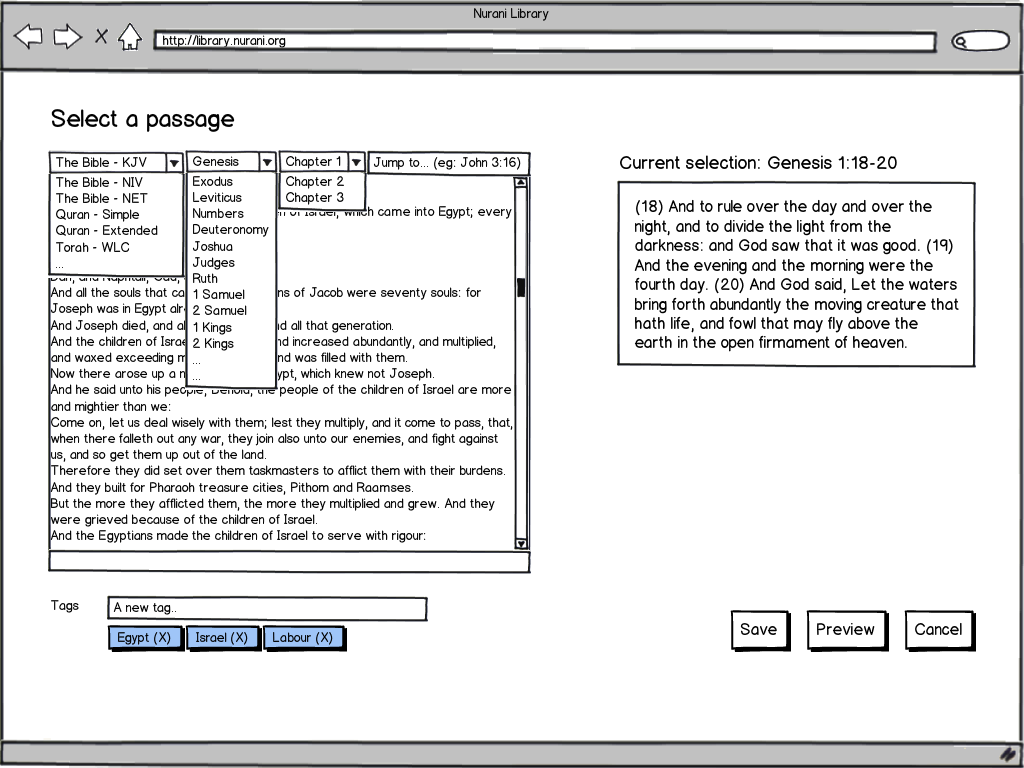 Nurani Library
X
http://library.nurani.org
Select a passage
The Bible - KJV
Genesis
Chapter 1
Jump to... (eg: John 3:16)
The Bible - NIV
The Bible - NET
Quran - Simple
Quran - Extended
Torah - WLC
...
Exodus
Leviticus
Numbers
Deuteronomy
Joshua
Judges
Ruth
1 Samuel
2 Samuel
1 Kings
2 Kings
...
...
Chapter 2
Chapter 3
of Israel, which came into Egypt; every
Dan, and Naphtali, Gad,
And all the souls that ns of Jacob were seventy souls: for
Joseph was in Egypt
And Joseph died, and all that generation.
And the children of nd increased abundantly, and multiplied,
and waxed exceeding nd was filled with them.
Now there arose up a ypt, which knew not Joseph.
And he said unto his people, Behold, the people of the children of Israel are more
and mightier than we:
Come on, let us deal wisely with them; lest they multiply, and it come to pass, that,
when there falleth out any war, they join also unto our enemies, and fight against
us, and so get them up out of the land.
Therefore they did set over them taskmasters to afflict them with their burdens.
And they built for Pharaoh treasure cities, Pithom and Raamses.
But the more they afflicted them, the more they multiplied and grew. And they
were grieved because of the children of Israel.
And the Egyptians made the children of Israel to serve with rigour:
Current selection: Genesis 1:18-20
(18) And to rule over the day and over the
night, and to divide the light from the
darkness: and God saw that it was good. (19)
And the evening and the morning were the
fourth day. (20) And God said, Let the waters
bring forth abundantly the moving creature that
hath life, and fowl that may fly above the
earth in the open firmament of heaven.
Tags
A new tag..
Egypt (X)
Israel (X)
Labour (X)
Save
Preview
Cancel